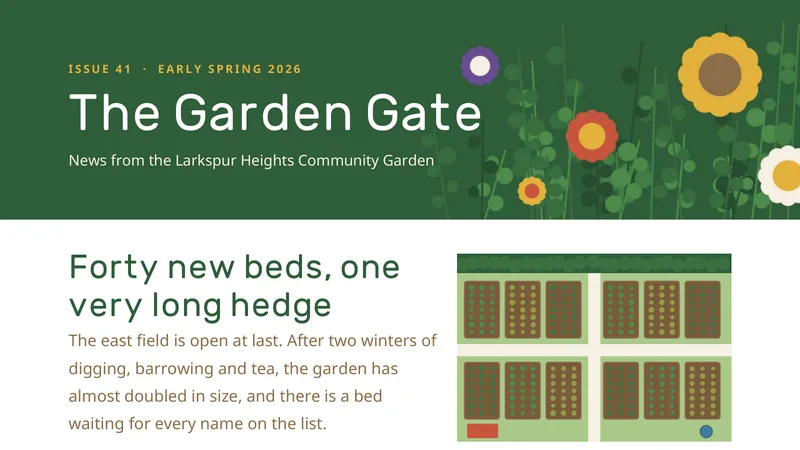 ISSUE 41 · EARLY SPRING 2026
The Garden Gate
News from the Larkspur Heights Community Garden
Forty new beds, one
very long hedge
The east field is open at last. After two winters of
digging, barrowing and tea, the garden has
almost doubled in size, and there is a bed
waiting for every name on the list.